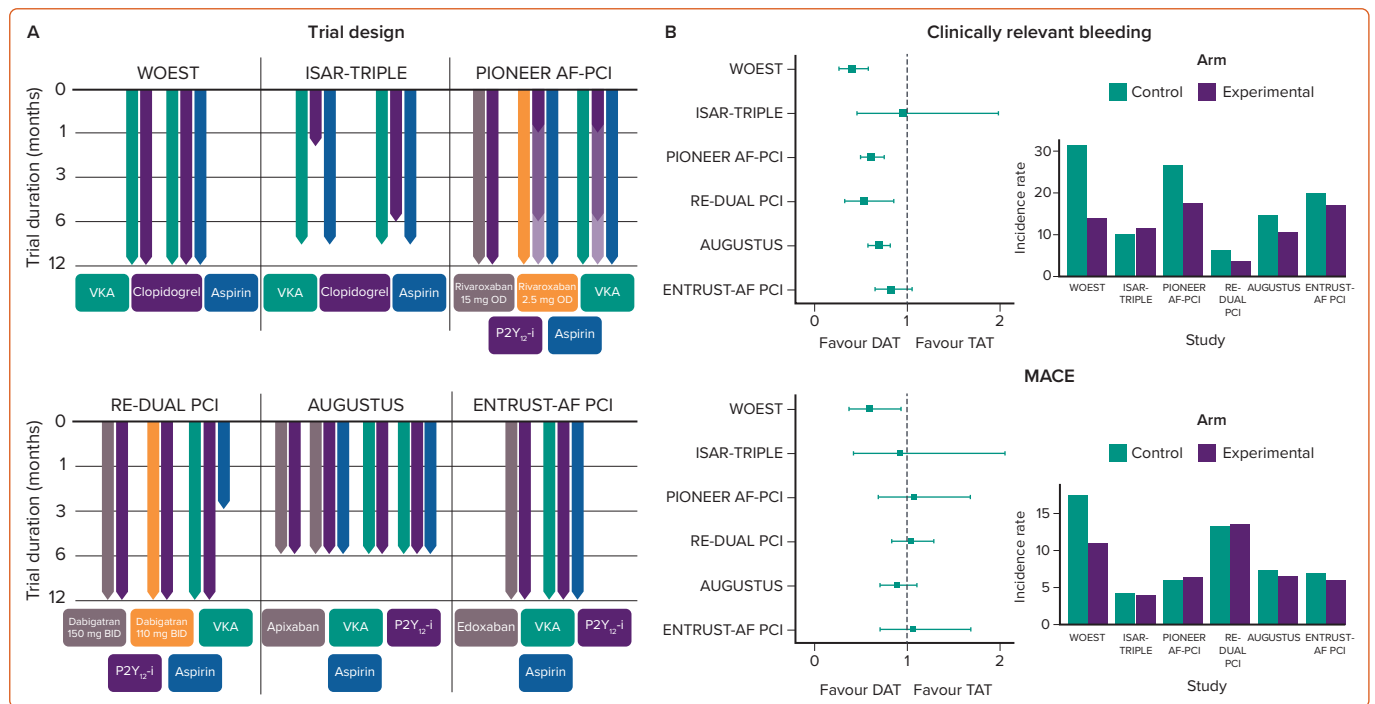 A
Trial design
WOEST
ISAR-TRIPLE
PIONEER AF-PCI
Trial duration (months)
0
1
3
6
12
VKA
Clopidogrel
Aspirin
VKA
Clopidogrel
Aspirin
Rivaroxaban
15 mg OD
Rivaroxaban
2.5 mg OD
VKA
P2Y₁₂-i
Aspirin
RE-DUAL PCI
AUGUSTUS
ENTRUST-AF PCI
Trial duration (months)
0
1
3
6
12
Dabigatran
150 mg BID
Dabigatran
110 mg BID
VKA
P2Y₁₂-i
Aspirin
Apixaban
VKA
P2Y₁₂-i
Aspirin
Edoxaban
VKA
P2Y₁₂-i
Aspirin
B
Clinically relevant bleeding
WOEST
ISAR-TRIPLE
PIONEER AF-PCI
RE-DUAL PCI
AUGUSTUS
ENTRUST-AF PCI
0
1
2
Favour DAT
Favour TAT
Arm
Control
Experimental
Incidence rate
30
20
10
0
WOEST
ISAR-
TRIPLE
PIONEER
AF-PCI
RE-
DUAL
PCI
AUGUSTUS
ENTRUST-
AF PCI
Study
MACE
WOEST
ISAR-TRIPLE
PIONEER AF-PCI
RE-DUAL PCI
AUGUSTUS
ENTRUST-AF PCI
0
1
2
Favour DAT
Favour TAT
Arm
Control
Experimental
Incidence rate
15
10
5
0
WOEST
ISAR-
TRIPLE
PIONEER
AF-PCI
RE-
DUAL
PCI
AUGUSTUS
ENTRUST-
AF PCI
Study